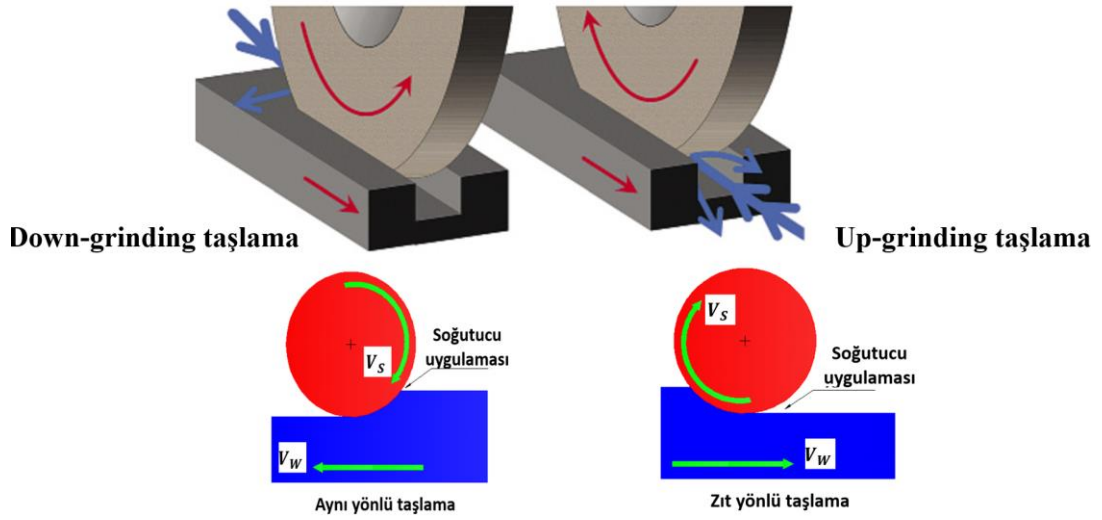 Down-grinding taşlama
Up-grinding taşlama
V_S
Soğutucu
uygulaması
V_W
Aynı yönlü taşlama
V_S
Soğutucu
uygulaması
V_W
Zıt yönlü taşlama